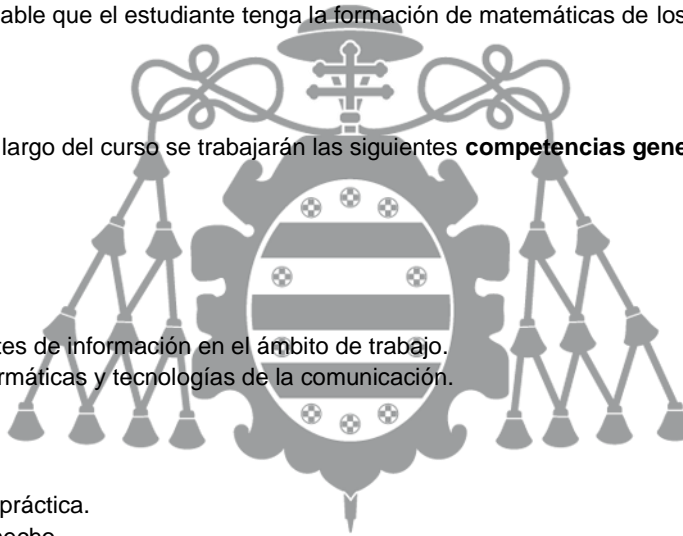 able que el estudiante tenga la formación de matemáticas de los
largo del curso se trabajarán las siguientes competencias gene
tes de información en el ámbito de trabajo.
rmáticas y tecnologías de la comunicación.
práctica.